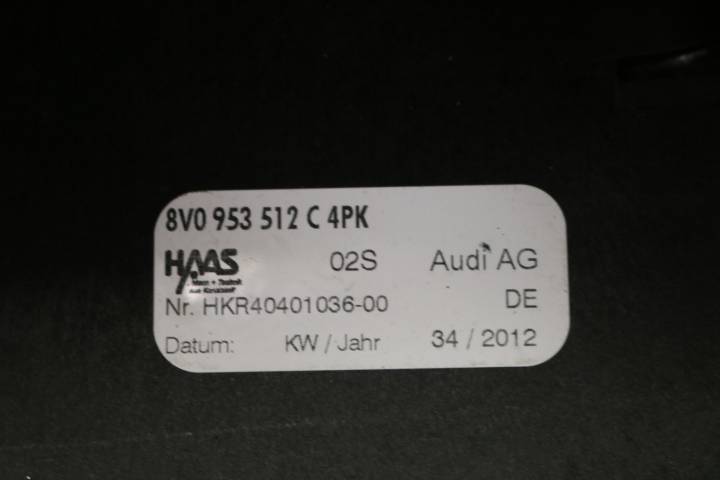 8V0 953 512 C 4PK
HAAS 02S Audi AG
Nr. HKR40401036-00 DE
Datum: KW / Jahr 34 / 2012